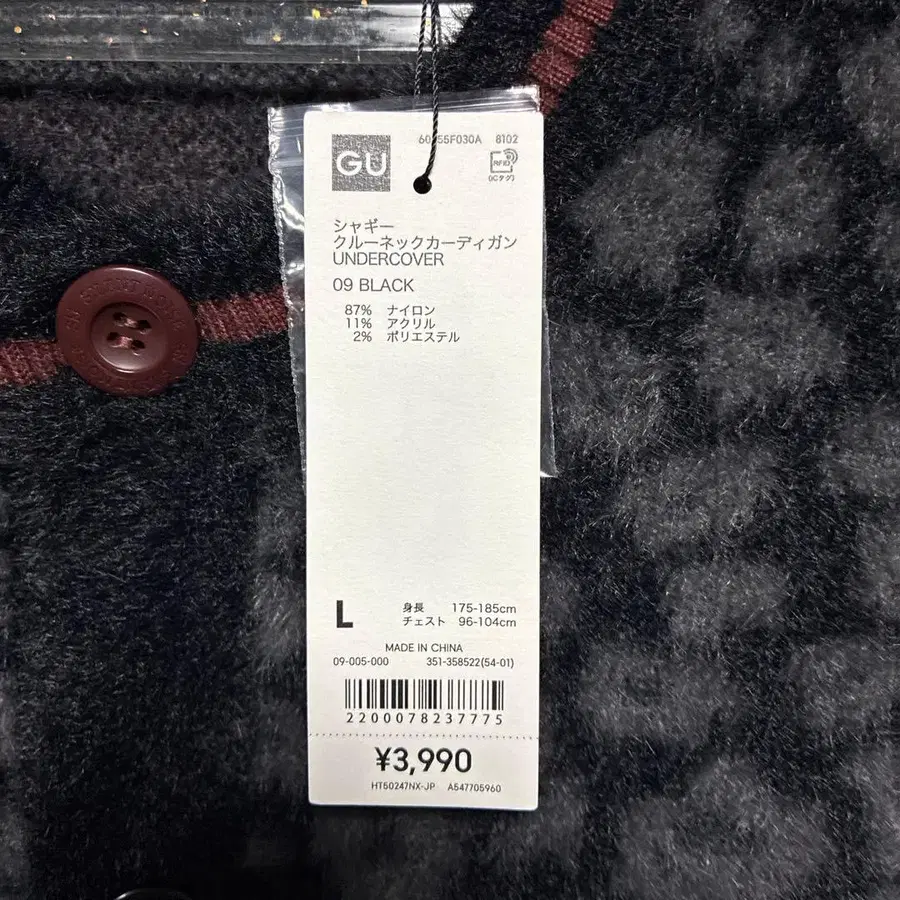 GU
8102
RFID
(ICタグ)
シャギー
クルーネックカーディガン
UNDERCOVER
09 BLACK
87% ナイロン
11% アクリル
2% ポリエステル
L
身長 175-185cm
チェスト 96-104cm
MADE IN CHINA
09-005-000 351-358522(54-01)
2200078237775
¥3,990
HT50247NX-JP A547705960